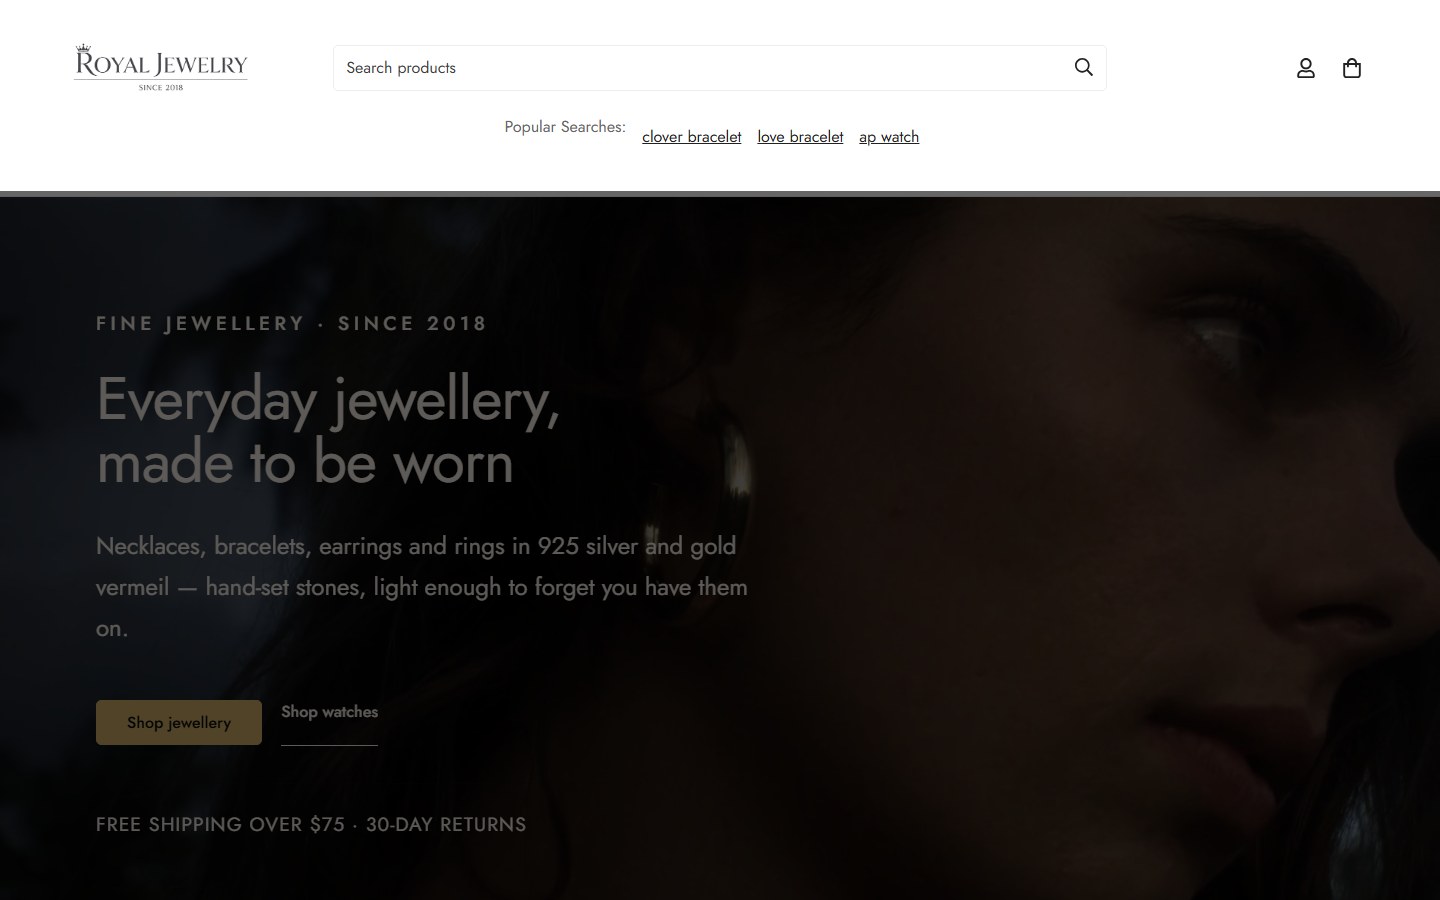 ROYAL JEWELRY
SINCE 2018
Search products
Popular Searches: clover bracelet love bracelet ap watch
FINE JEWELLERY · SINCE 2018
Everyday jewellery,
made to be worn
Necklaces, bracelets, earrings and rings in 925 silver and gold
vermeil — hand-set stones, light enough to forget you have them
on.
Shop jewellery Shop watches
FREE SHIPPING OVER $75 · 30-DAY RETURNS